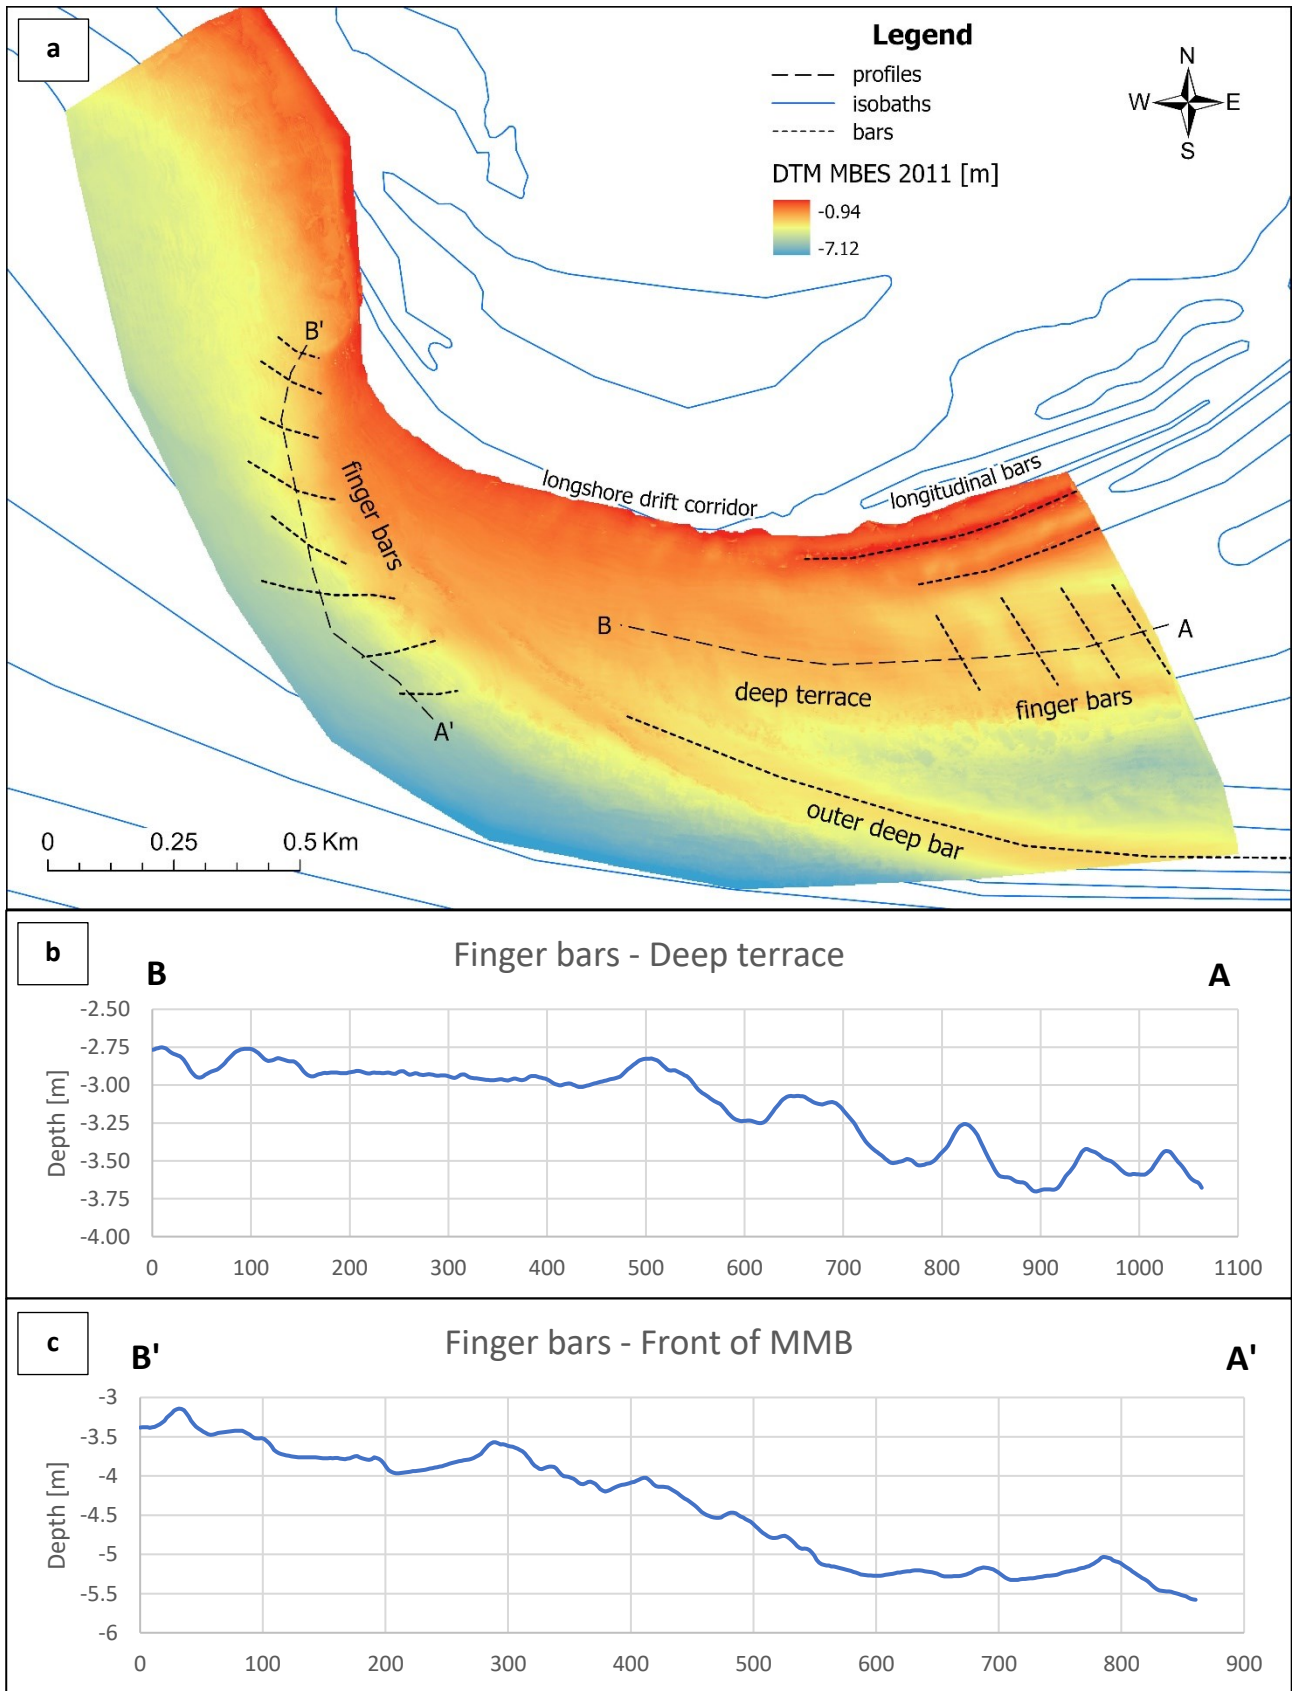 a
Legend
profiles
isobaths
bars
DTM MBES 2011 [m]
-0.94
-7.12
N
W E
S
B'
finger bars
longshore drift corridor
longitudinal bars
B
A
deep terrace
finger bars
A'
outer deep bar
0 0.25 0.5 Km
b
Finger bars - Deep terrace
B
A
Depth [m]
-2.50
-2.75
-3.00
-3.25
-3.50
-3.75
-4.00
0 100 200 300 400 500 600 700 800 900 1000 1100
c
Finger bars - Front of MMB
B'
A'
Depth [m]
-3
-3.5
-4
-4.5
-5
-5.5
-6
0 100 200 300 400 500 600 700 800 900